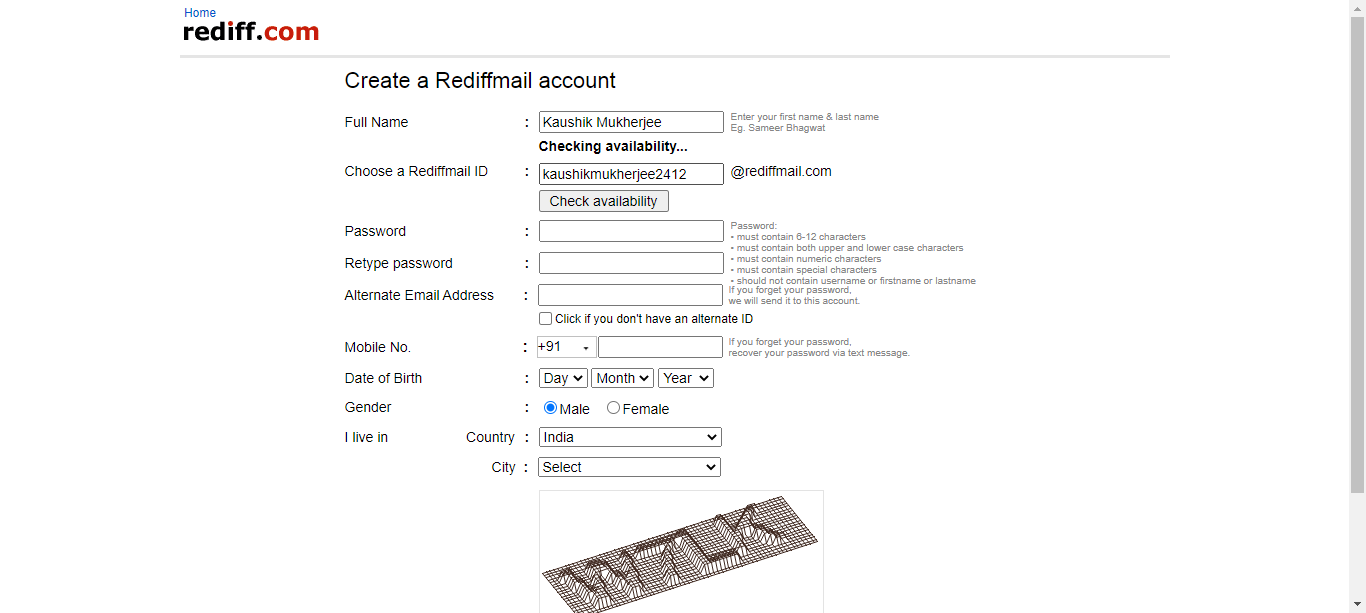 Home
rediff.com
Create a Rediffmail account
Full Name : Kaushik Mukherjee Enter your first name & last name
Eg. Sameer Bhagwat
Checking availability...
Choose a Rediffmail ID : kaushikmukherjee2412 @rediffmail.com
Check availability
Password : Password:
• must contain 6-12 characters
• must contain both upper and lower case characters
Retype password : • must contain numeric characters
• must contain special characters
• should not contain username or firstname or lastname
Alternate Email Address : If you forget your password,
we will send it to this account.
Click if you don't have an alternate ID
Mobile No. : +91 If you forget your password,
recover your password via text message.
Date of Birth : Day Month Year
Gender : Male Female
I live in Country : India
City : Select